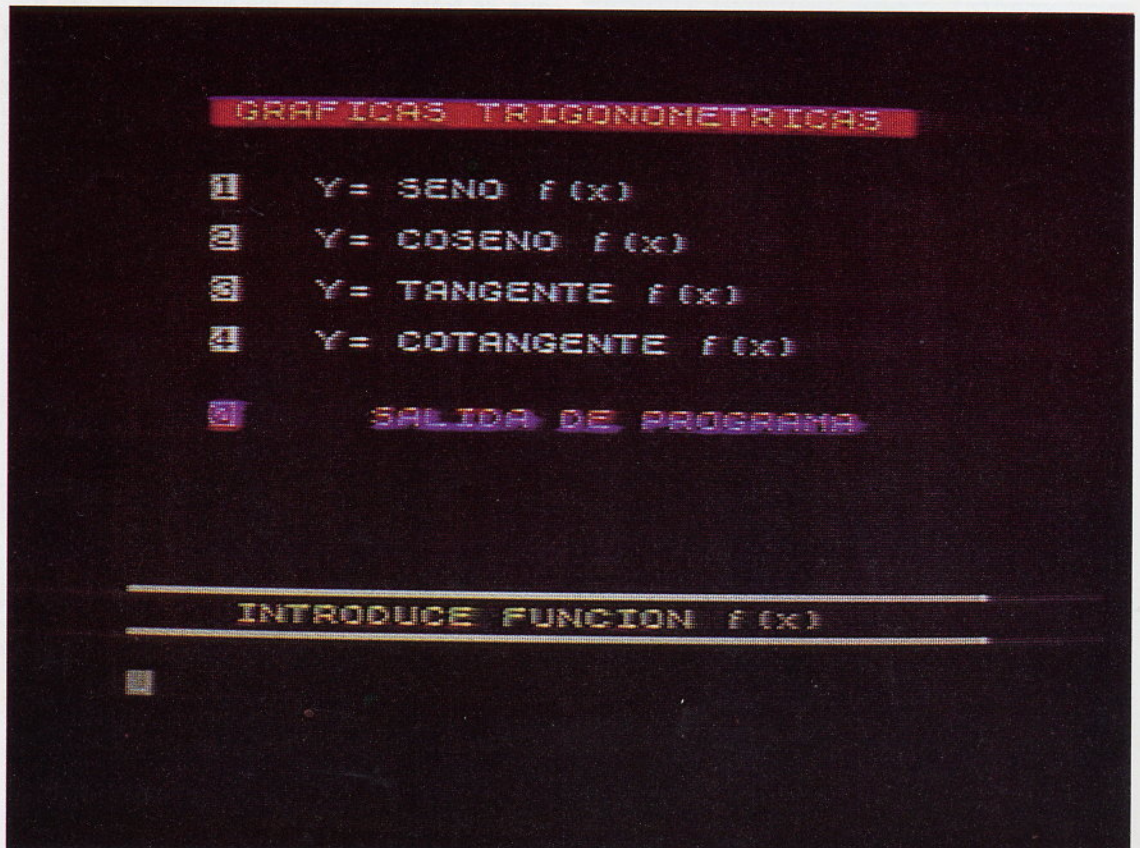 GRAFICAS TRIGONOMETRICAS
1 Y= SENO f(x)
2 Y= COSENO f(x)
3 Y= TANGENTE f(x)
4 Y= COTANGENTE f(x)
SALIDA DE PROGRAMA
INTRODUCE FUNCION f(x)